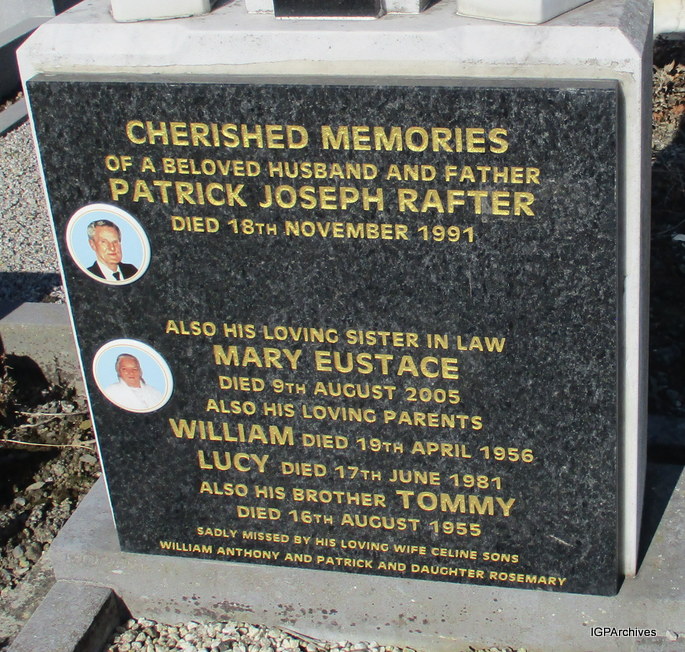 CHERISHED MEMORIES
OF A BELOVED HUSBAND AND FATHER
PATRICK JOSEPH RAFTER
DIED 18TH NOVEMBER 1991
ALSO HIS LOVING SISTER IN LAW
MARY EUSTACE
DIED 9TH AUGUST 2005
ALSO HIS LOVING PARENTS
WILLIAM DIED 19TH APRIL 1956
LUCY DIED 17TH JUNE 1981
ALSO HIS BROTHER TOMMY
DIED 16TH AUGUST 1955
SADLY MISSED BY HIS LOVING WIFE CELINE SONS
WILLIAM ANTHONY AND PATRICK AND DAUGHTER ROSEMARY
IGPArchives